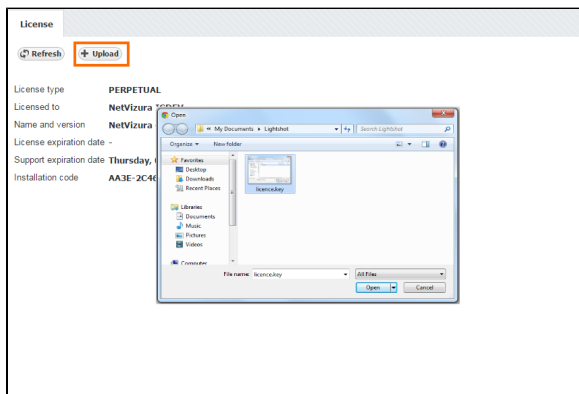 License
Refresh
Upload
License type PERPETUAL
Licensed to NetVizura
Name and version NetVizura
License expiration date -
Support expiration date Thursday,
Installation code AA3E-2C46
Open
« My Documents ▸ Lightshot
Search Lightshot
Organize
New folder
Favorites
Desktop
Downloads
Recent Places
licence.key
Libraries
Documents
Music
Pictures
Videos
Computer
File name: licence.key
All Files
Open
Cancel